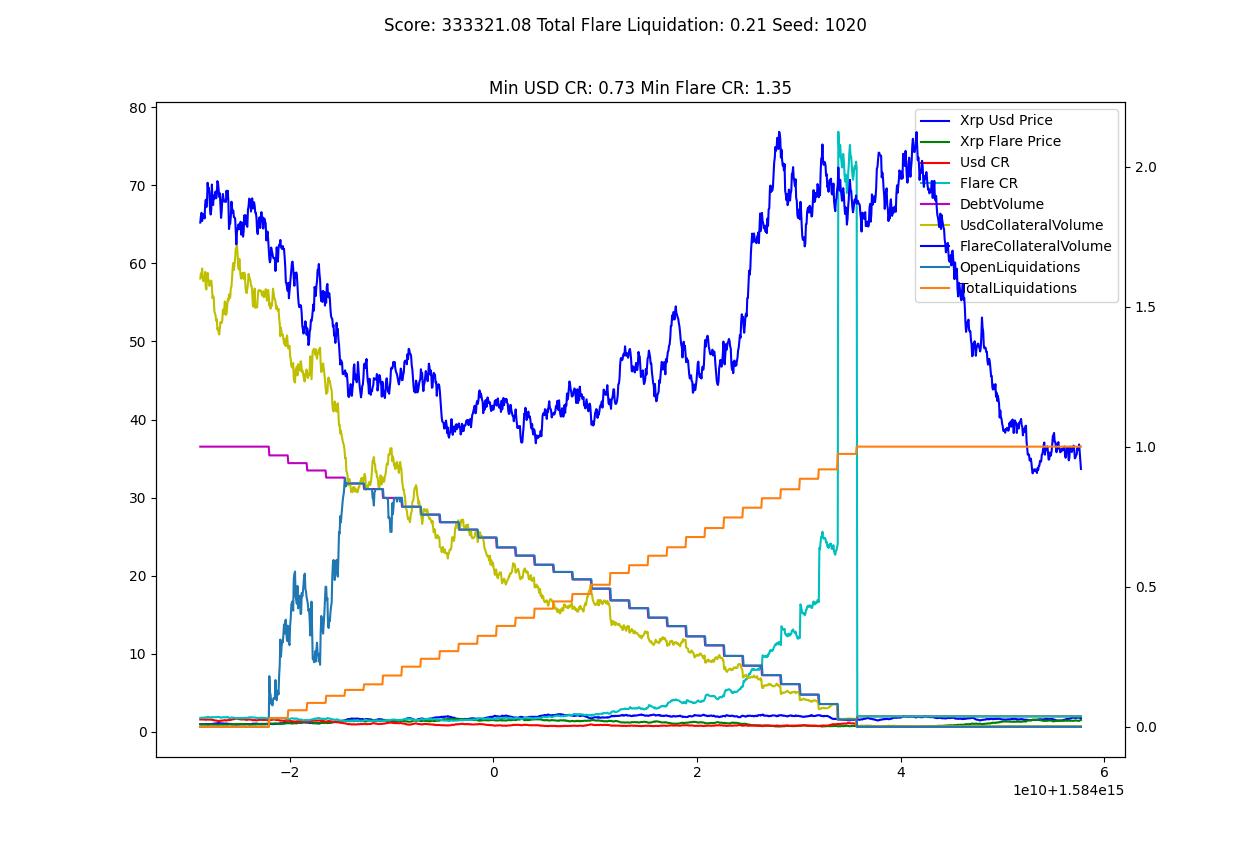 Score: 333321.08 Total Flare Liquidation: 0.21 Seed: 1020
Min USD CR: 0.73 Min Flare CR: 1.35
80
70
60
50
40
30
20
10
0
2.0
1.5
1.0
0.5
0.0
Xrp Usd Price
Xrp Flare Price
Usd CR
Flare CR
DebtVolume
UsdCollateralVolume
FlareCollateralVolume
OpenLiquidations
TotalLiquidations
−2 0 2 4 6
1e10+1.584e15